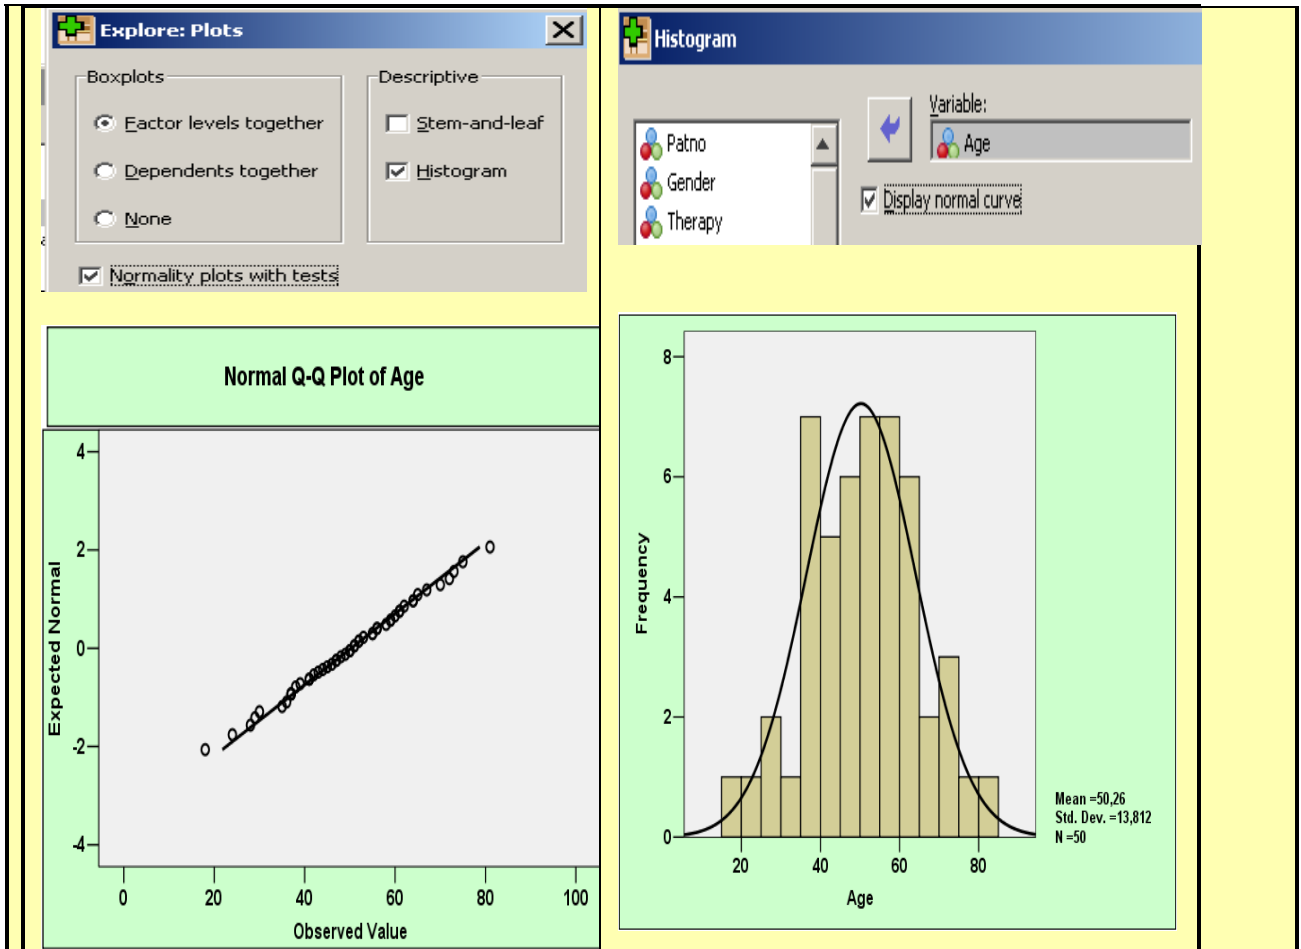 Explore: Plots
Boxplots
Factor levels together
Dependents together
None
Descriptive
Stem-and-leaf
Histogram
Normality plots with tests
Histogram
Patno
Gender
Therapy
Variable:
Age
Display normal curve
Normal Q-Q Plot of Age
Expected Normal
4
2
0
-2
-4
0 20 40 60 80 100
Observed Value
Frequency
8
6
4
2
0
20 40 60 80
Age
Mean =50,26
Std. Dev. =13,812
N =50